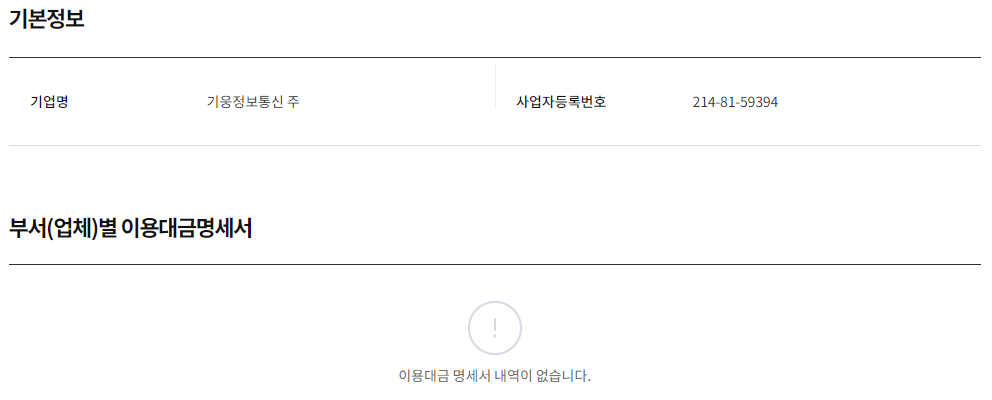 기본정보
기업명 기웅정보통신 주 사업자등록번호 214-81-59394
부서(업체)별 이용대금명세서
이용대금 명세서 내역이 없습니다.